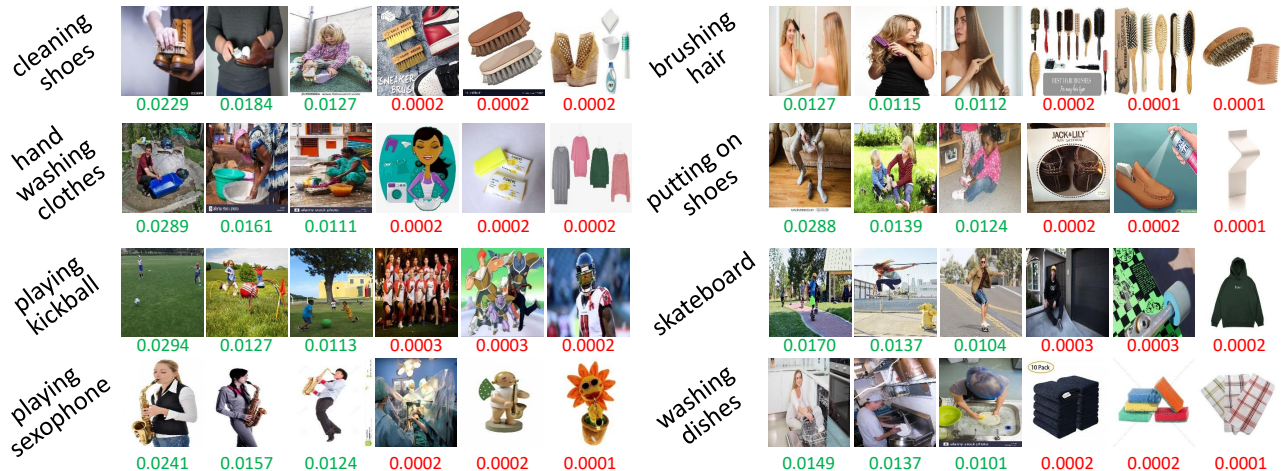 cleaning
shoes
0.0229 0.0184 0.0127 0.0002 0.0002 0.0002
SNEAKER
BRUS
brushing
hair
0.0127 0.0115 0.0112 0.0002 0.0001 0.0001
hand
washing
clothes
0.0289 0.0161 0.0111 0.0002 0.0002 0.0002
putting on
shoes
JACK & LILY
0.0288 0.0139 0.0124 0.0002 0.0002 0.0001
playing
kickball
0.0294 0.0127 0.0113 0.0003 0.0003 0.0002
skateboard
0.0170 0.0137 0.0104 0.0003 0.0003 0.0002
playing
sexophone
0.0241 0.0157 0.0124 0.0002 0.0002 0.0001
washing
dishes
10 Pack
0.0149 0.0137 0.0101 0.0002 0.0002 0.0001